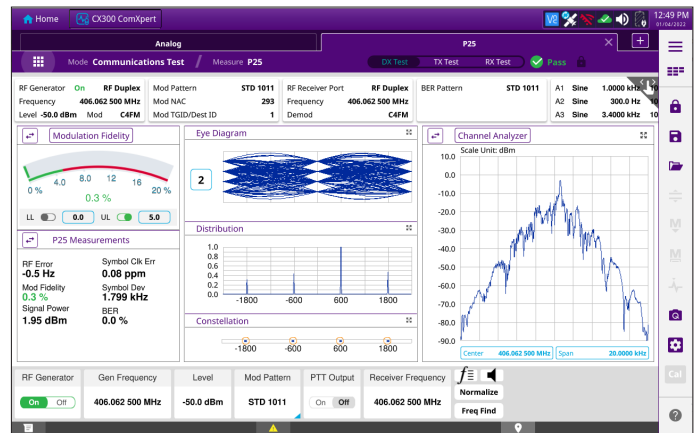 Home CX300 ComXpert
12:49 PM
01/04/2022
Analog P25
Mode Communications Test / Measure P25 DX Test TX Test RX Test Pass
RF Generator On RF Duplex
Frequency 406.062 500 MHz
Level -50.0 dBm Mod C4FM
Mod Pattern STD 1011
Mod NAC 293
Mod TGID/Dest ID 1
RF Receiver Port RF Duplex
Frequency 406.062 500 MHz
Demod C4FM
BER Pattern STD 1011
A1 Sine 1.0000 kHz 10
A2 Sine 300.0 Hz 10
A3 Sine 3.4000 kHz 10
Modulation Fidelity
0 % 4.0 8.0 12 16 20 %
0.3 %
LL 0.0 UL 5.0
P25 Measurements
RF Error
-0.5 Hz
Symbol Clk Err
0.08 ppm
Mod Fidelity
0.3 %
Symbol Dev
1.799 kHz
Signal Power
1.95 dBm
BER
0.0 %
Eye Diagram
2
Distribution
1.0
0.8
0.6
0.4
0.2
0.0
-1800 -600 600 1800
Constellation
-1800 -600 600 1800
Channel Analyzer
Scale Unit: dBm
10.0
0.0
-10.0
-20.0
-30.0
-40.0
-50.0
-60.0
-70.0
-80.0
-90.0
Center 406.062 500 MHz Span 20.0000 kHz
RF Generator Gen Frequency Level Mod Pattern PTT Output Receiver Frequency
On Off 406.062 500 MHz -50.0 dBm STD 1011 On Off 406.062 500 MHz
Normalize
Freq Find
M
M
Cal